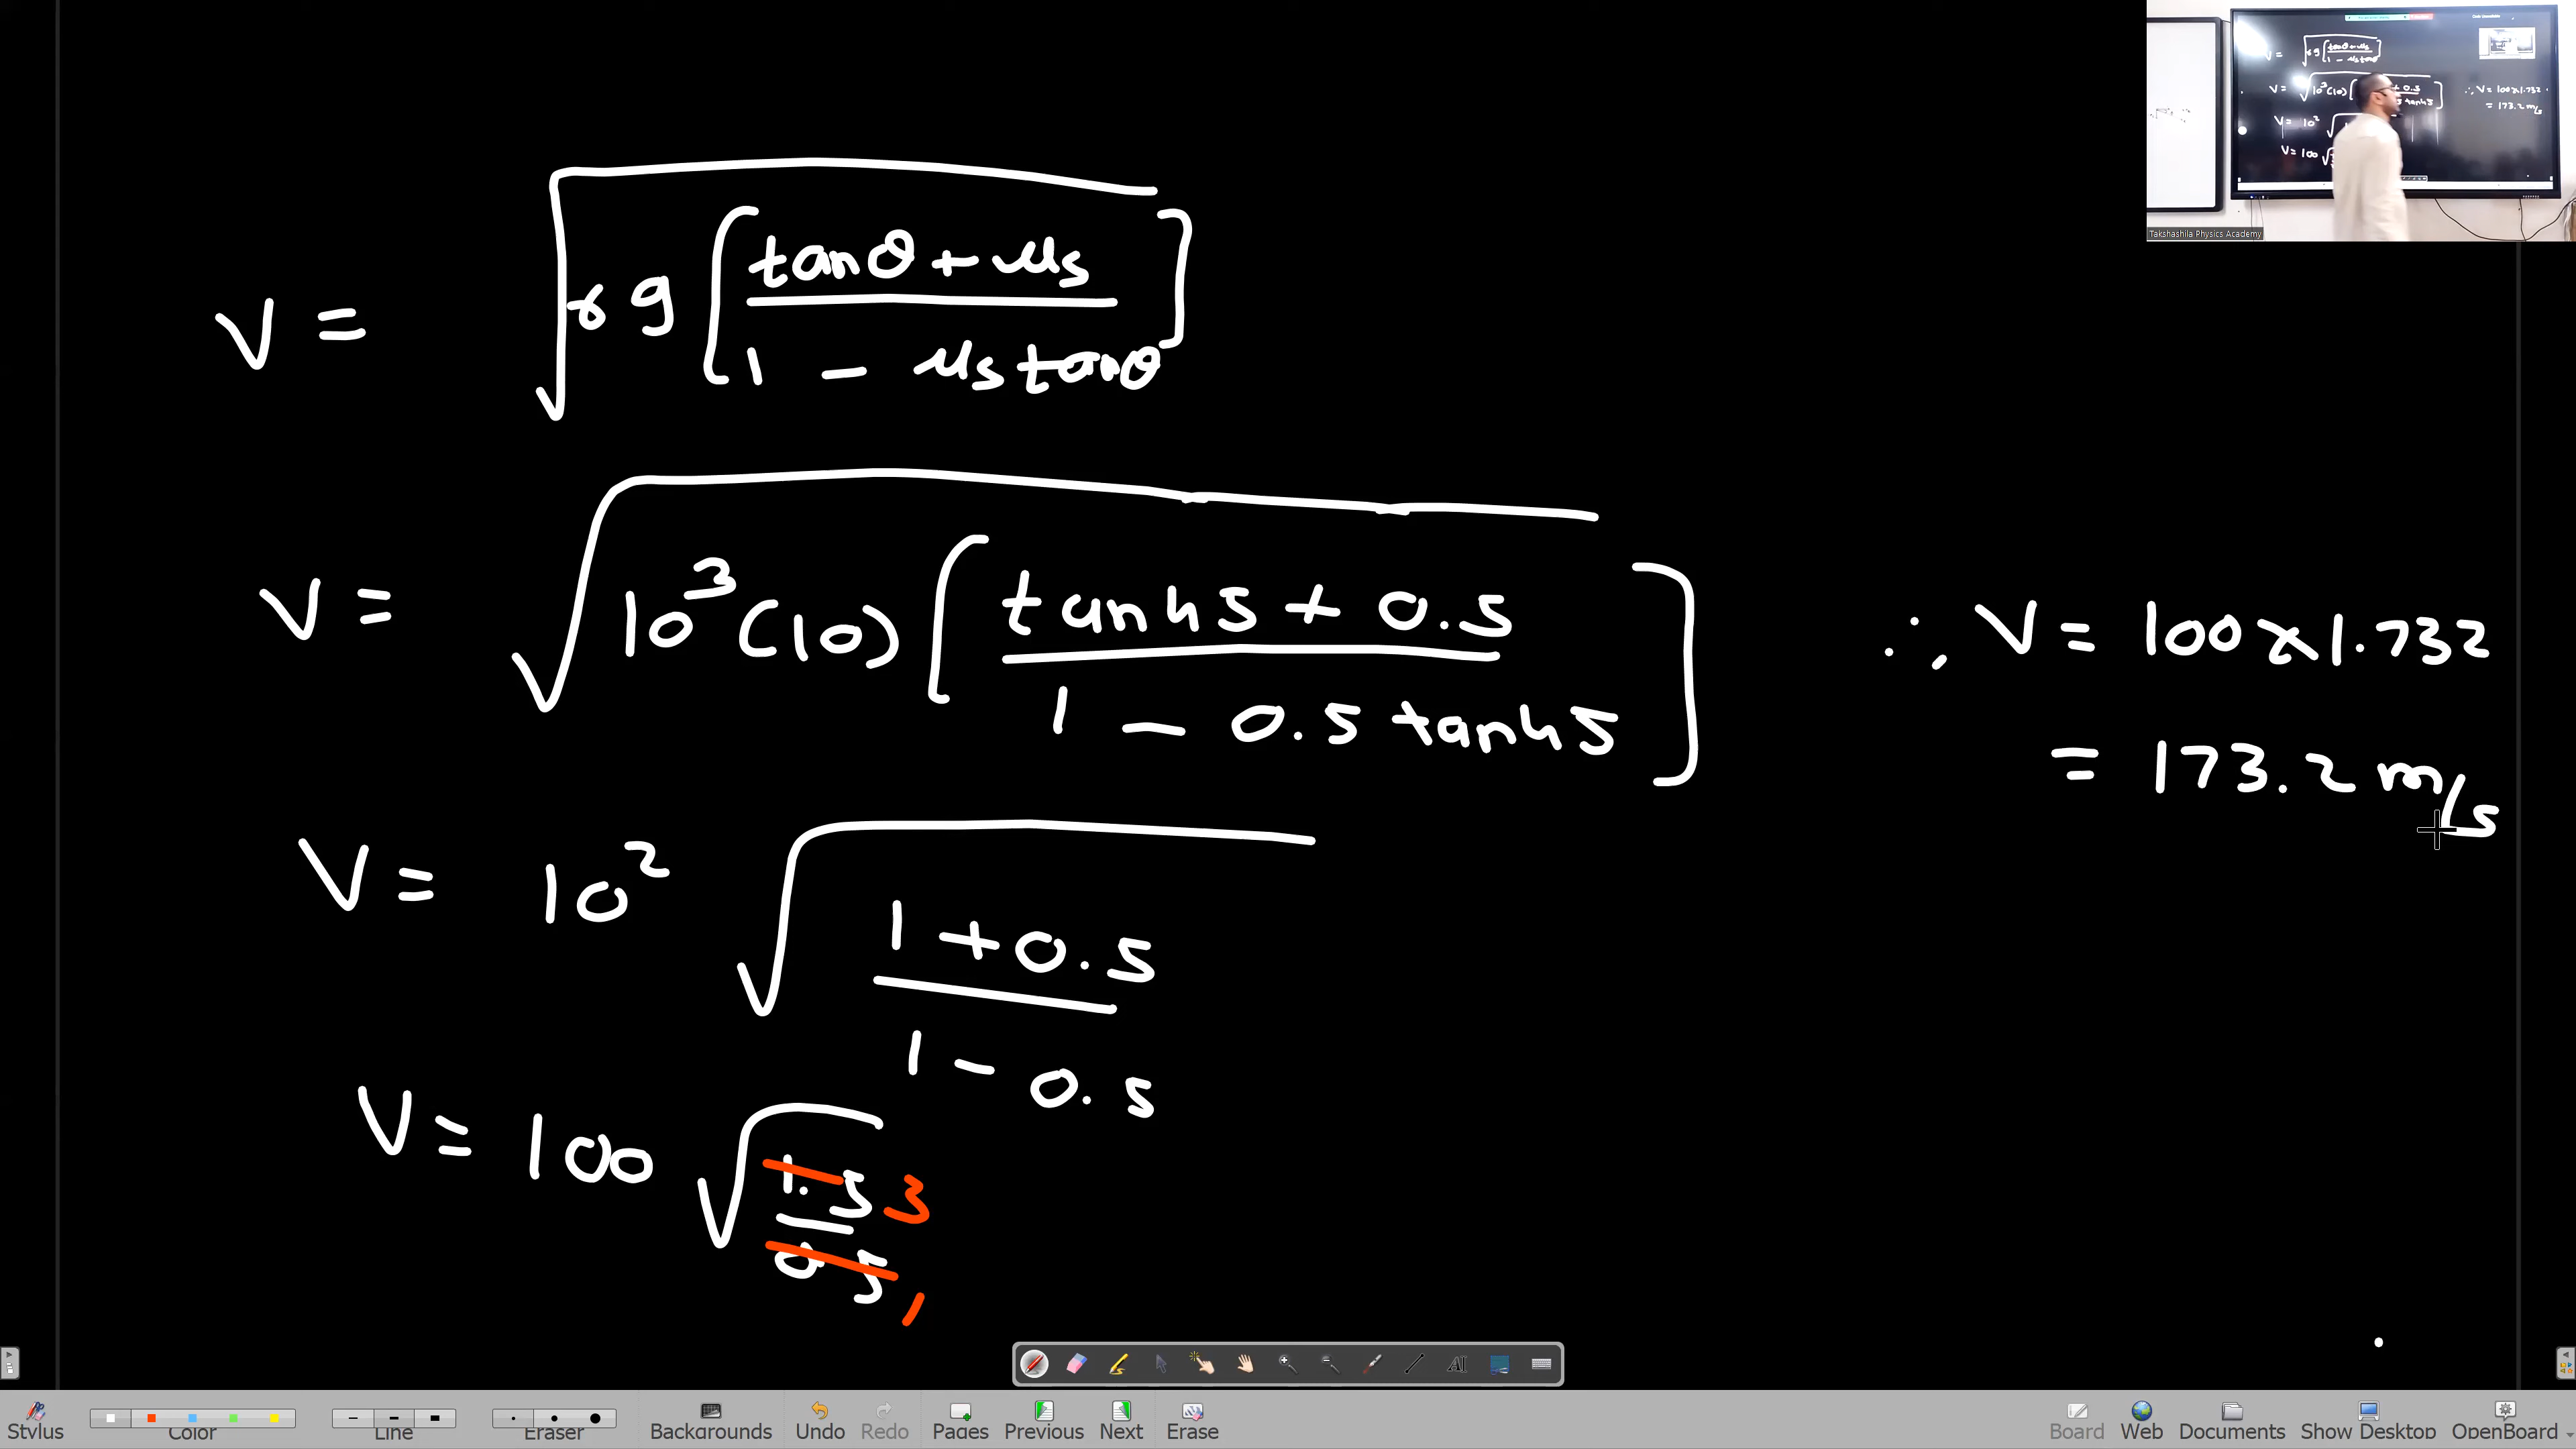 V = √rg [tanθ + μs / 1 - μs tanθ]
V = √10³(10) [tan45 + 0.5 / 1 - 0.5 tan45]
V = 10² √1 + 0.5 / 1 - 0.5
V = 100 √1.5 / 0.5 3 1
∴ V = 100 x 1.732
= 173.2 m/s
Takshashila Physics Academy
Stylus Color Line Eraser Backgrounds Undo Redo Pages Previous Next Erase Board Web Documents Show Desktop OpenBoard